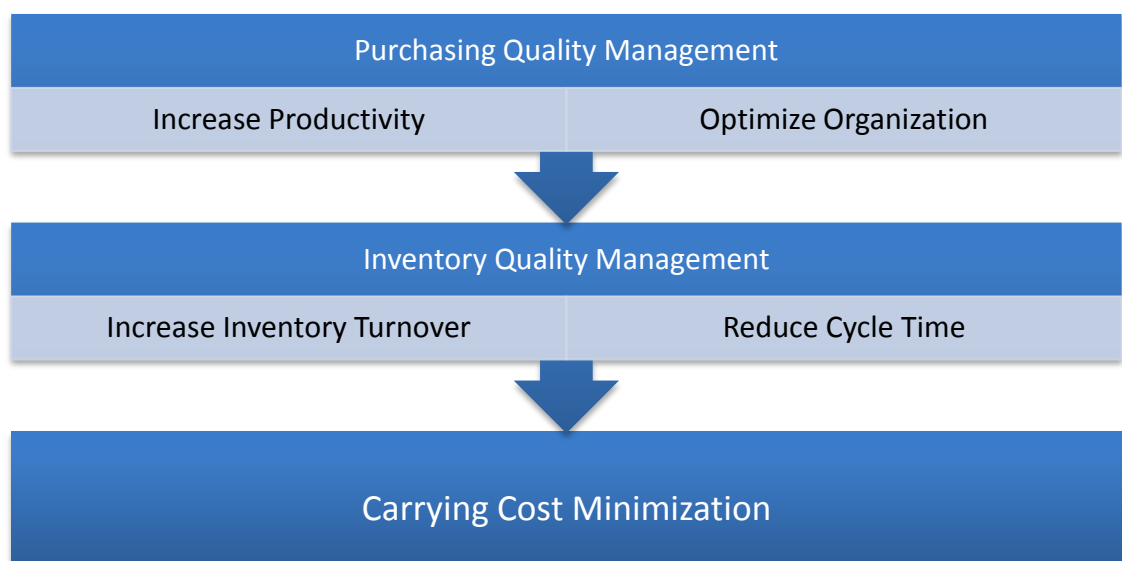 Purchasing Quality Management
Increase Productivity
Optimize Organization
Inventory Quality Management
Increase Inventory Turnover
Reduce Cycle Time
Carrying Cost Minimization